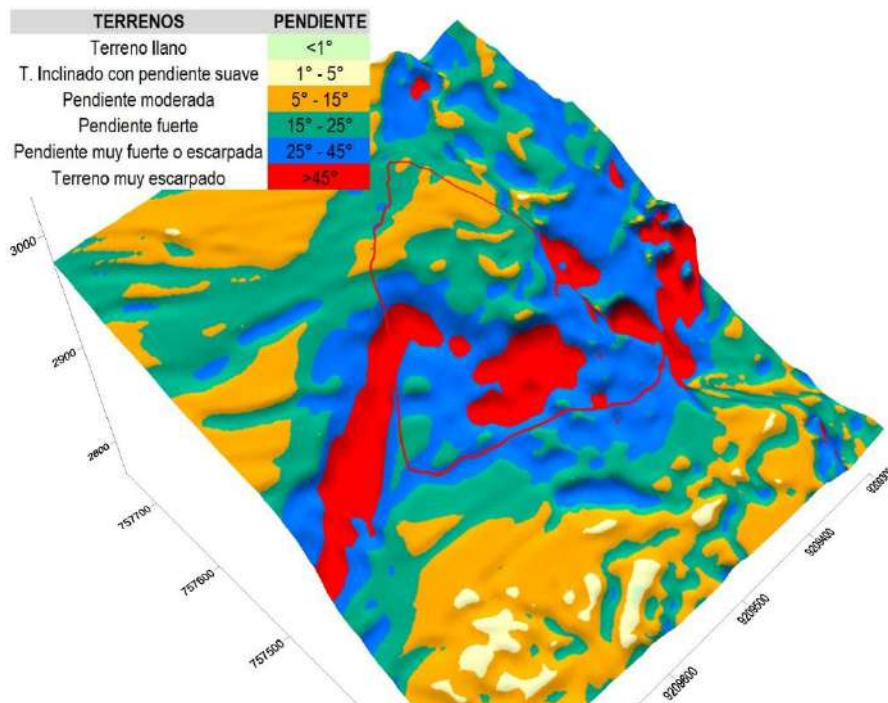 TERRENOS PENDIENTE
Terreno llano <1°
T. Inclinado con pendiente suave 1° - 5°
Pendiente moderada 5° - 15°
Pendiente fuerte 15° - 25°
Pendiente muy fuerte o escarpada 25° - 45°
Terreno muy escarpado >45°
3000
2900
2800
757700
757600
757500
9209300
9209400
9209500
9209600